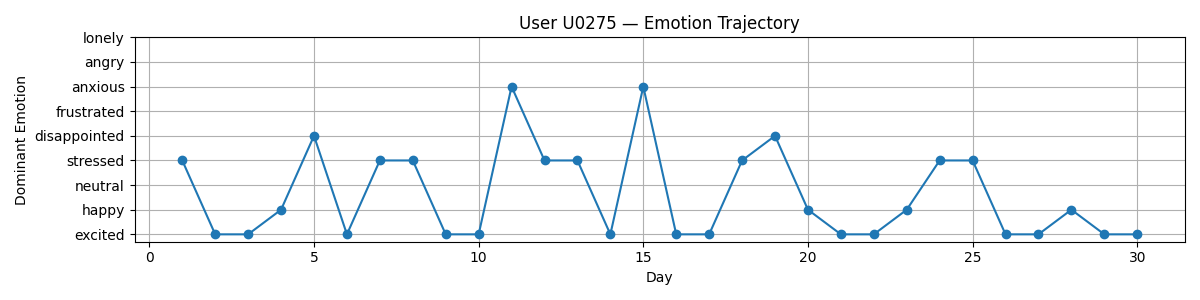 User U0275 — Emotion Trajectory
Dominant Emotion
lonely
angry
anxious
frustrated
disappointed
stressed
neutral
happy
excited
0 5 10 15 20 25 30
Day